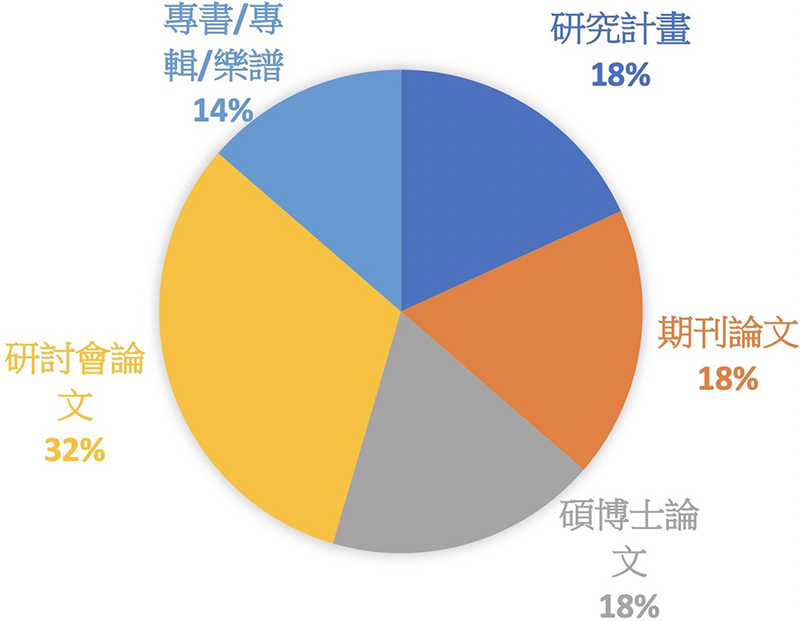 專書/專
輯/樂譜
14%
研究計畫
18%
期刊論文
18%
碩博士論
文
18%
研討會論
文
32%